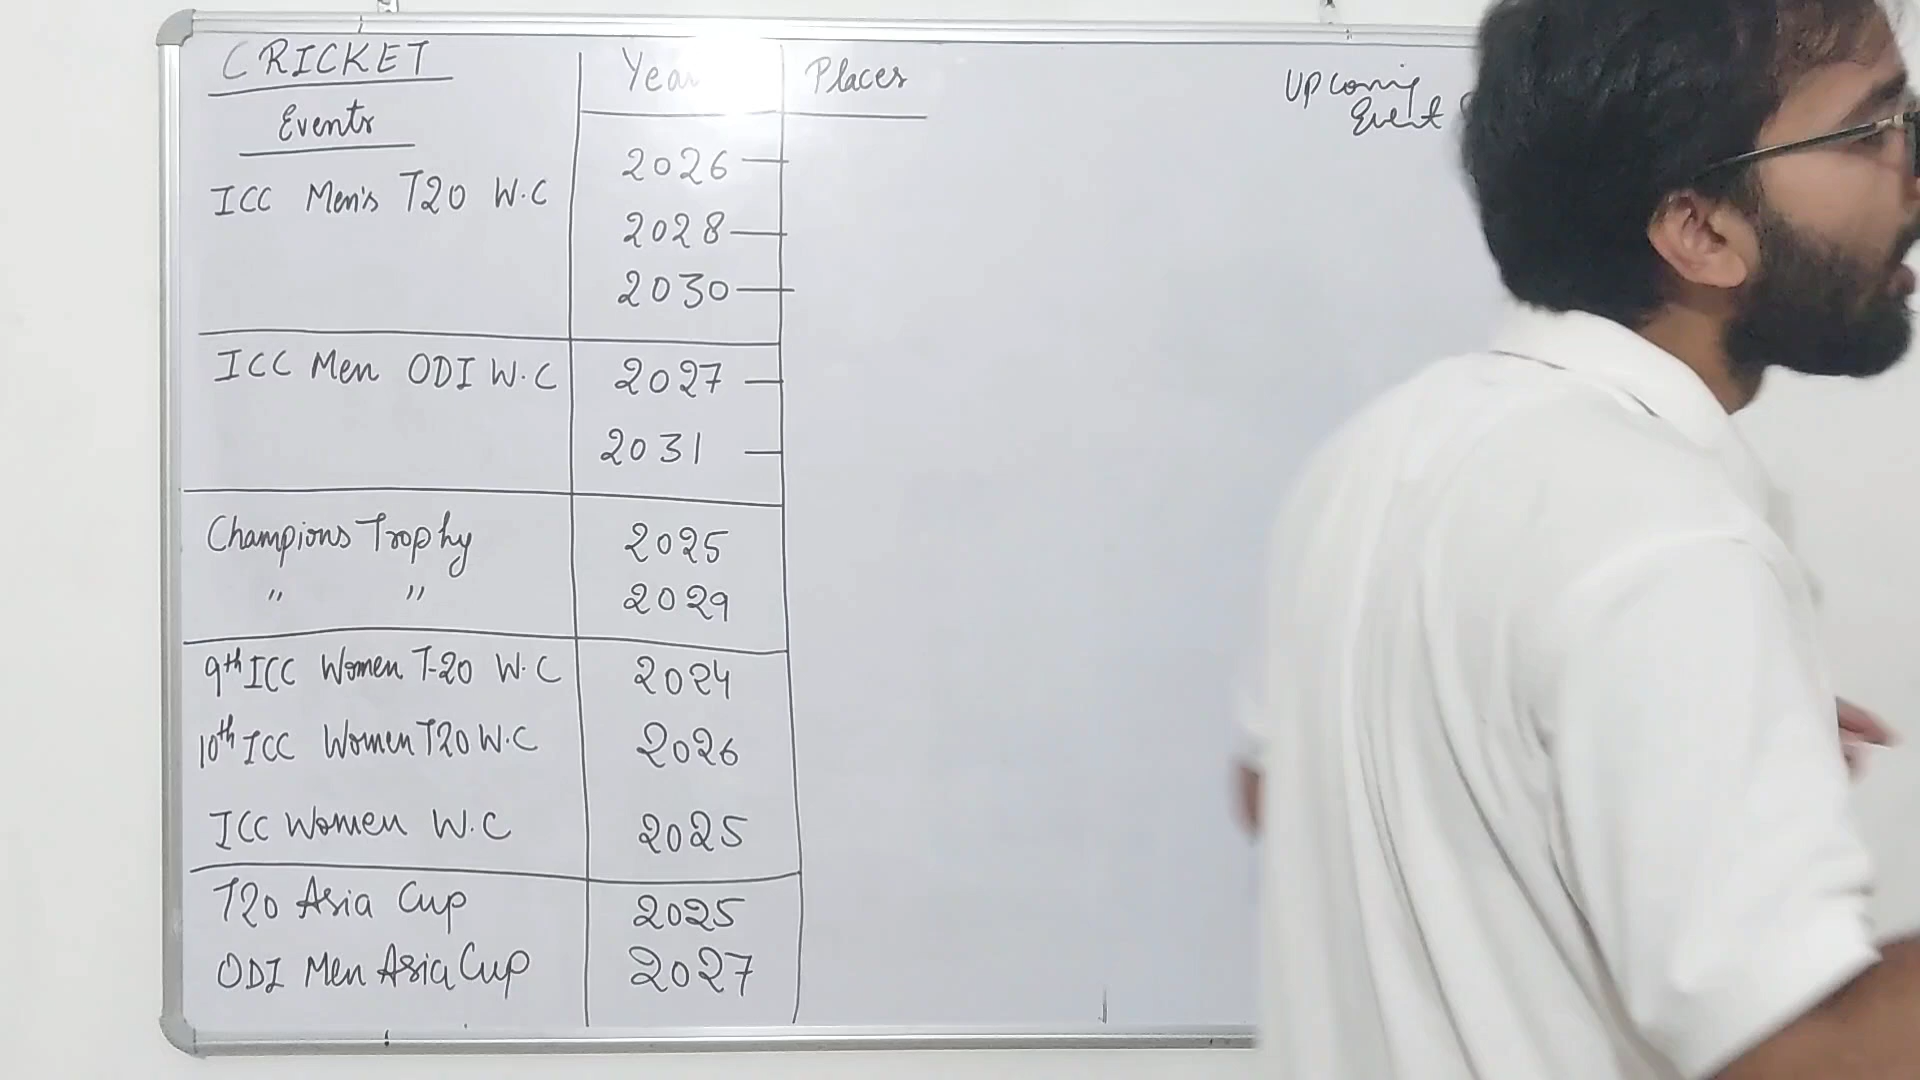 CRICKET
Year
Places
Upcoming
Event
Events
ICC Men's T20 W.C
2026
2028
2030
ICC Men ODI W.C
2027
2031
Champions Trophy
2025
" "
2029
9th ICC Women T-20 W.C
2024
10th ICC Women T20 W.C
2026
ICC Women W.C
2025
T20 Asia Cup
2025
ODI Men Asia Cup
2027